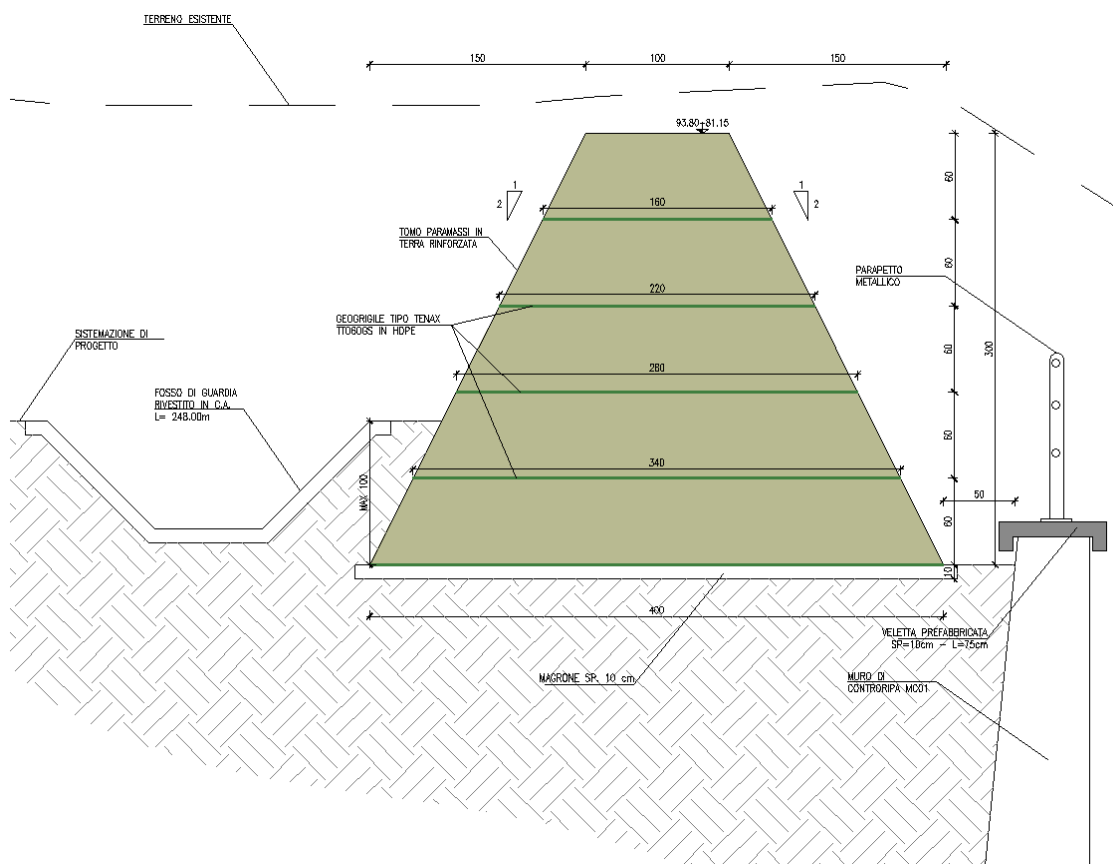 TERRENO ESISTENTE
150
100
150
93.80÷81.15
1
2
1
2
160
60
TOMO PARAMASSI IN
TERRA RINFORZATA
60
PARAPETTO
METALLICO
220
GEOGRIGLIE TIPO TENAX
TT060GS IN HDPE
SISTEMAZIONE DI
PROGETTO
60
300
280
FOSSO DI GUARDIA
RIVESTITO IN C.A.
L= 248.00m
60
340
MAX 100
50
60
10
400
VELETTA PREFABBRICATA
SP=10cm - L=75cm
MAGRONE SP. 10 cm
MURO DI
CONTRORIPA MC01